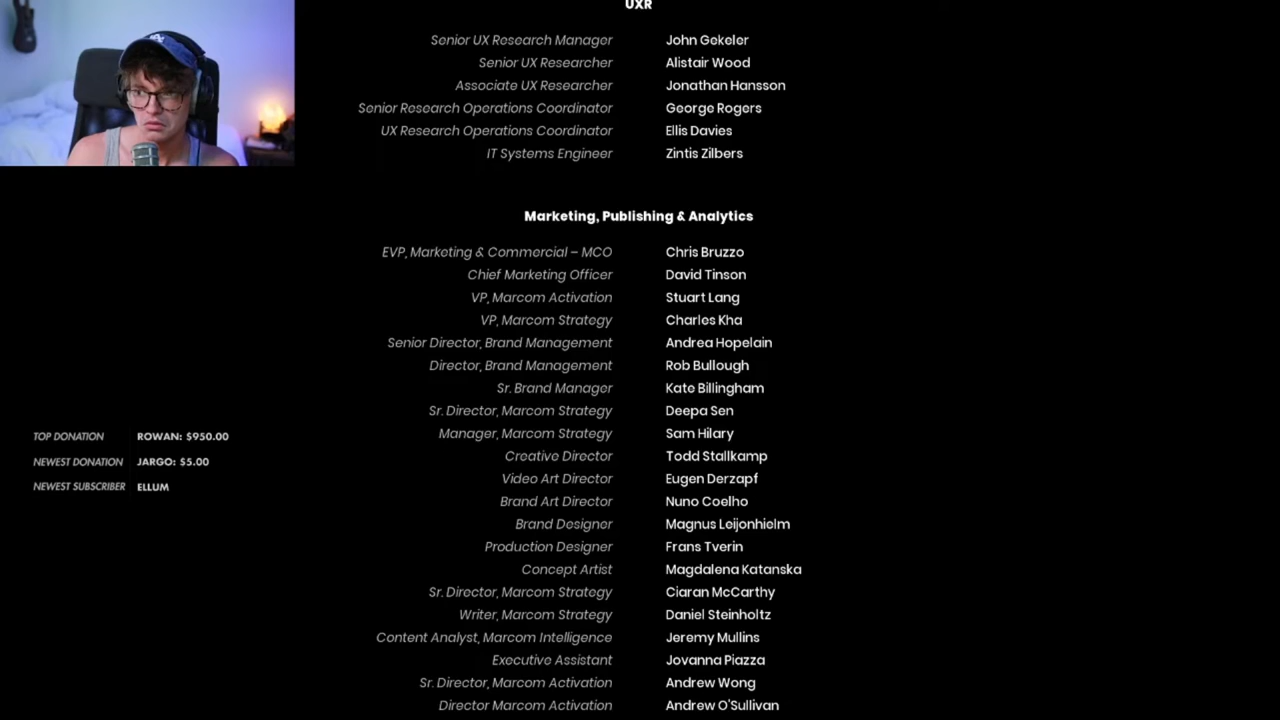 UXR
Senior UX Research Manager John Gekeler
Senior UX Researcher Alistair Wood
Associate UX Researcher Jonathan Hansson
Senior Research Operations Coordinator George Rogers
UX Research Operations Coordinator Ellis Davies
IT Systems Engineer Zintis Zilbers
Marketing, Publishing & Analytics
EVP, Marketing & Commercial – MCO Chris Bruzzo
Chief Marketing Officer David Tinson
VP, Marcom Activation Stuart Lang
VP, Marcom Strategy Charles Kha
Senior Director, Brand Management Andrea Hopelain
Director, Brand Management Rob Bullough
Sr. Brand Manager Kate Billingham
Sr. Director, Marcom Strategy Deepa Sen
Manager, Marcom Strategy Sam Hilary
Creative Director Todd Stallkamp
Video Art Director Eugen Derzapf
Brand Art Director Nuno Coelho
Brand Designer Magnus Leijonhielm
Production Designer Frans Tverin
Concept Artist Magdalena Katanska
Sr. Director, Marcom Strategy Ciaran McCarthy
Writer, Marcom Strategy Daniel Steinholtz
Content Analyst, Marcom Intelligence Jeremy Mullins
Executive Assistant Jovanna Piazza
Sr. Director, Marcom Activation Andrew Wong
Director Marcom Activation Andrew O'Sullivan
TOP DONATION ROWAN: $950.00
NEWEST DONATION JARGO: $5.00
NEWEST SUBSCRIBER ELLUM